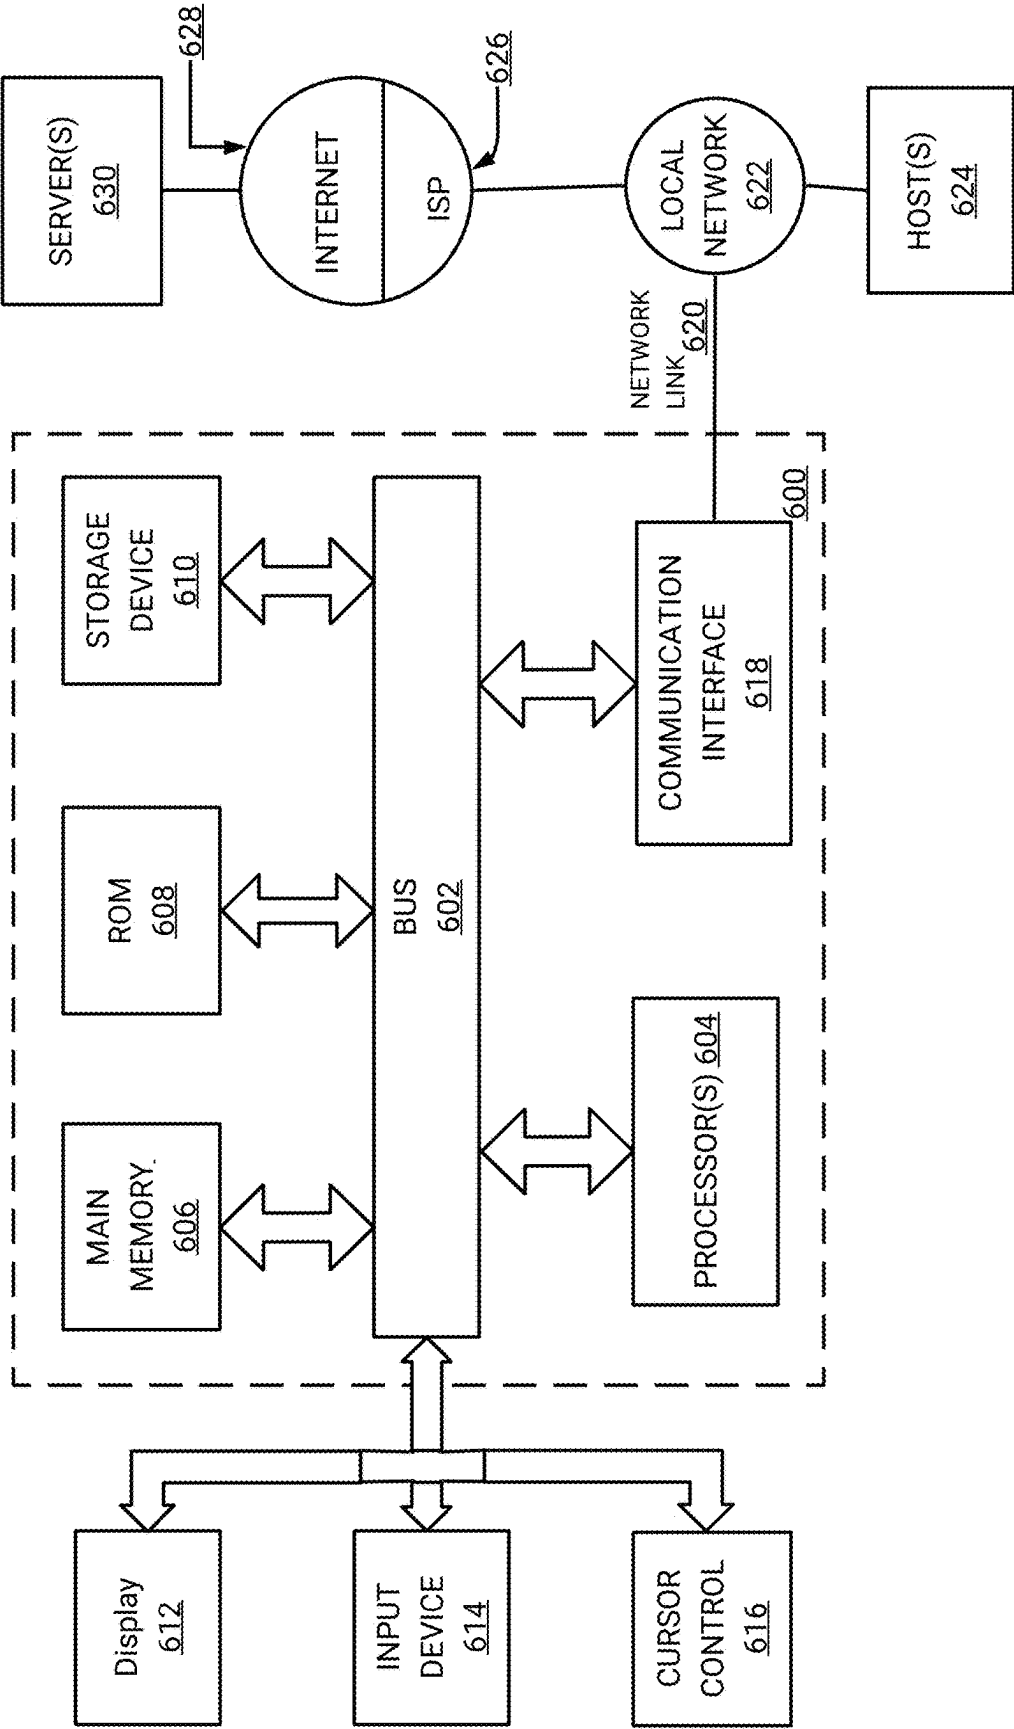 Display
612
INPUT
DEVICE
614
CURSOR
CONTROL
616
MAIN
MEMORY
606
ROM
608
STORAGE
DEVICE
610
BUS
602
PROCESSOR(S) 604
COMMUNICATION
INTERFACE
618
600
NETWORK
LINK 620
SERVER(S)
630
628
INTERNET
ISP
626
LOCAL
NETWORK
622
HOST(S)
624